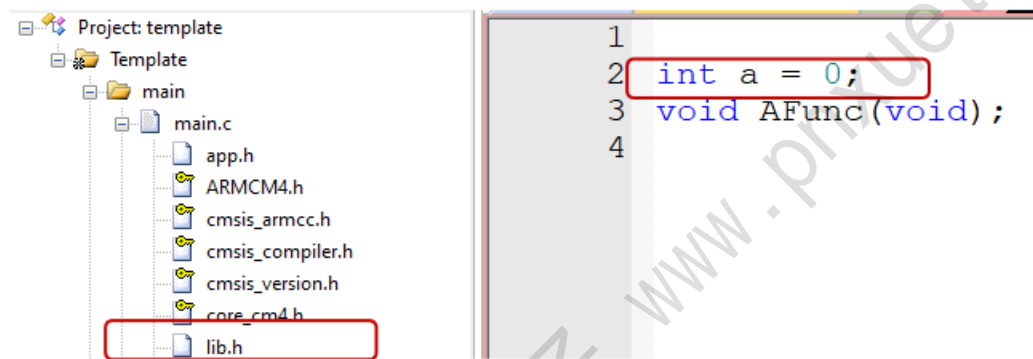 Project: template
Template
main
main.c
app.h
ARMCM4.h
cmsis_armcc.h
cmsis_compiler.h
cmsis_version.h
core_cm4.h
lib.h
1
2 int a = 0;
3 void AFunc(void);
4